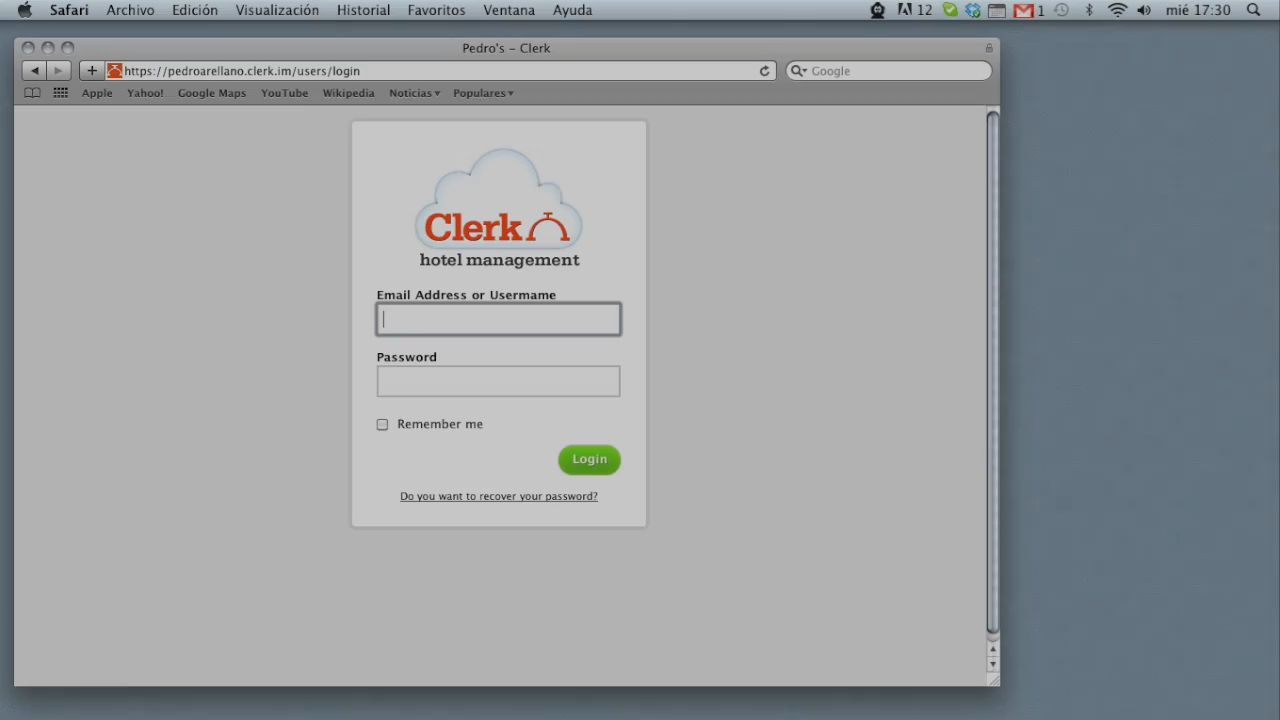 Safari Archivo Edición Visualización Historial Favoritos Ventana Ayuda 12 1 mié 17:30
Pedro's – Clerk
https://pedroarellano.clerk.im/users/login Google
Apple Yahoo! Google Maps YouTube Wikipedia Noticias Populares
Clerk
hotel management
Email Address or Username
Password
Remember me
Login
Do you want to recover your password?